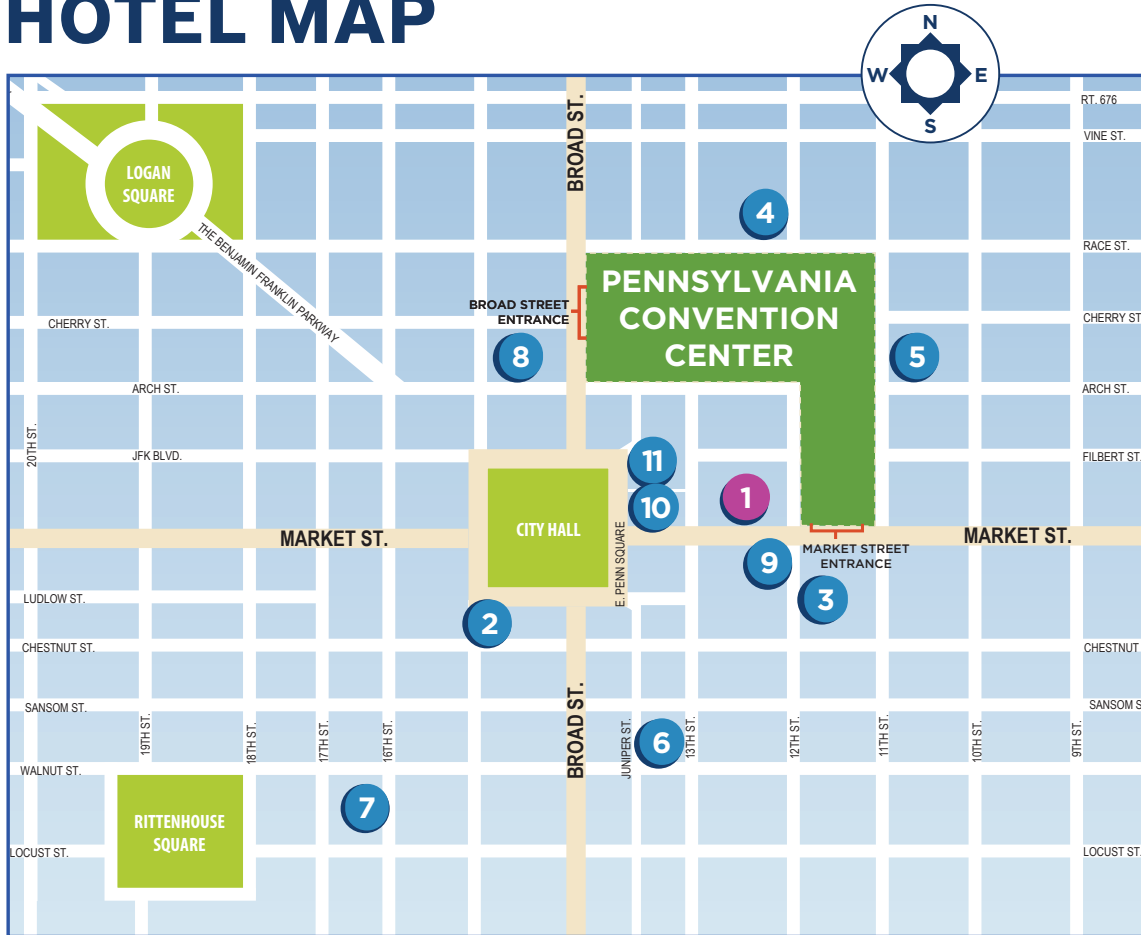 HOTEL MAP
N
W
E
S
BROAD ST.
RT. 676
VINE ST.
LOGAN
SQUARE
4
THE BENJAMIN FRANKLIN PARKWAY
RACE ST.
PENNSYLVANIA
CONVENTION
CENTER
BROAD STREET
ENTRANCE
CHERRY ST.
CHERRY ST
8
5
ARCH ST.
ARCH ST.
20TH ST.
JFK BLVD.
FILBERT ST.
11
1
10
CITY HALL
E. PENN SQUARE
MARKET ST.
MARKET ST.
MARKET STREET
ENTRANCE
9
3
LUDLOW ST.
2
CHESTNUT ST.
CHESTNUT
SANSOM ST.
SANSOM S
19TH ST.
18TH ST.
17TH ST.
16TH ST.
BROAD ST.
JUNIPER ST.
6
13TH ST.
12TH ST.
11TH ST.
10TH ST.
9TH ST.
WALNUT ST.
7
RITTENHOUSE
SQUARE
LOCUST ST.
LOCUST ST.